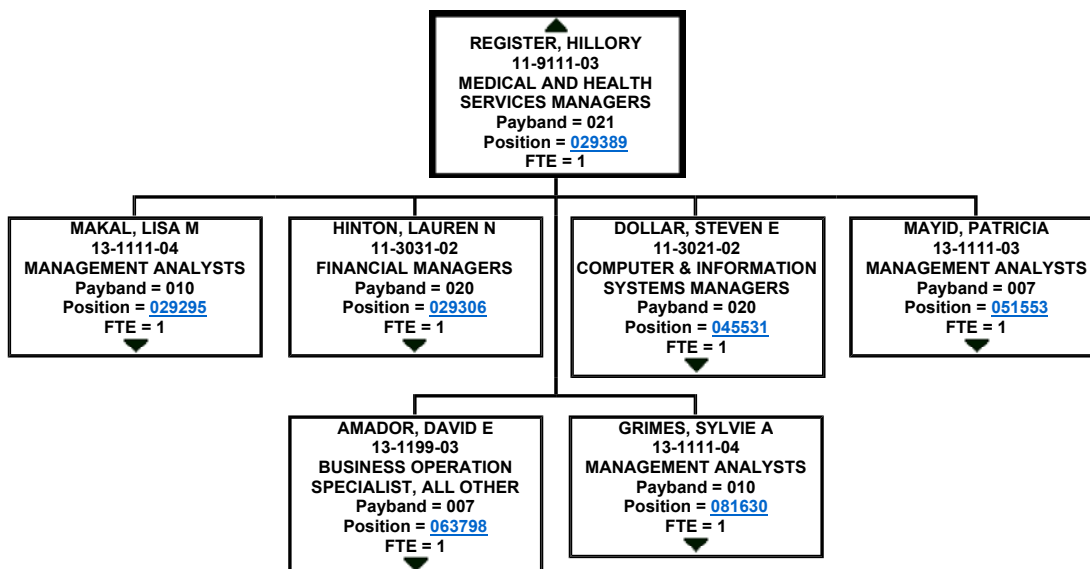 REGISTER, HILLORY
11-9111-03
MEDICAL AND HEALTH
SERVICES MANAGERS
Payband = 021
Position = 029389
FTE = 1
MAKAL, LISA M
13-1111-04
MANAGEMENT ANALYSTS
Payband = 010
Position = 029295
FTE = 1
HINTON, LAUREN N
11-3031-02
FINANCIAL MANAGERS
Payband = 020
Position = 029306
FTE = 1
DOLLAR, STEVEN E
11-3021-02
COMPUTER & INFORMATION
SYSTEMS MANAGERS
Payband = 020
Position = 045531
FTE = 1
MAYID, PATRICIA
13-1111-03
MANAGEMENT ANALYSTS
Payband = 007
Position = 051553
FTE = 1
AMADOR, DAVID E
13-1199-03
BUSINESS OPERATION
SPECIALIST, ALL OTHER
Payband = 007
Position = 063798
FTE = 1
GRIMES, SYLVIE A
13-1111-04
MANAGEMENT ANALYSTS
Payband = 010
Position = 081630
FTE = 1